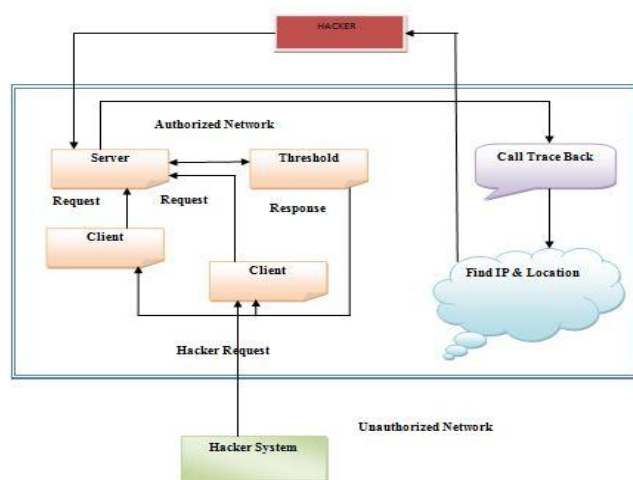 HACKER
Authorized Network
Server
Threshold
Call Trace Back
Request
Request
Response
Client
Client
Find IP & Location
Hacker Request
Unauthorized Network
Hacker System